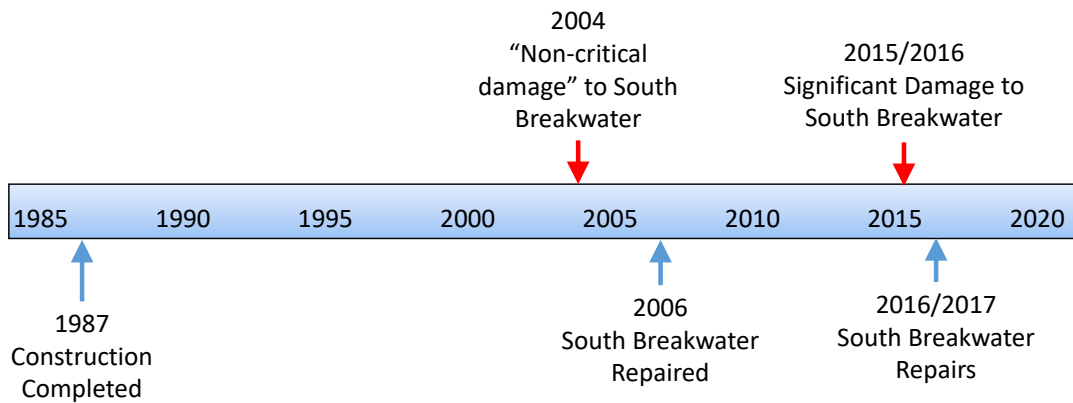 2004
“Non-critical
damage” to South
Breakwater
2015/2016
Significant Damage to
South Breakwater
1985 1990 1995 2000 2005 2010 2015 2020
1987
Construction
Completed
2006
South Breakwater
Repaired
2016/2017
South Breakwater
Repairs